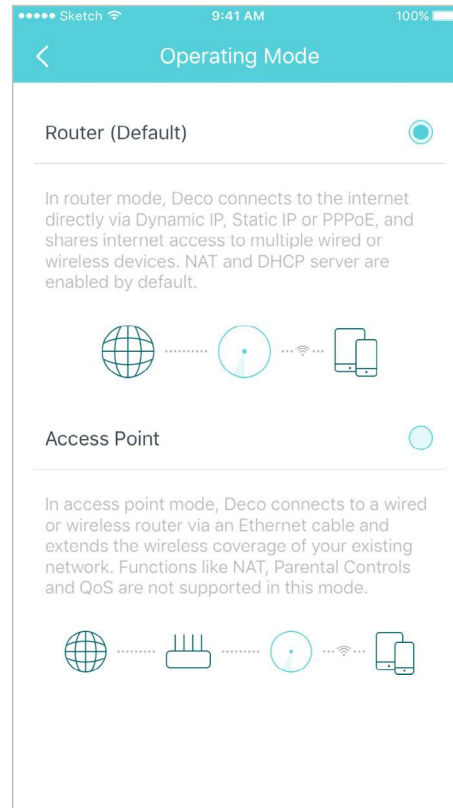 Sketch 9:41 AM 100%
Operating Mode
Router (Default)
In router mode, Deco connects to the internet
directly via Dynamic IP, Static IP or PPPoE, and
shares internet access to multiple wired or
wireless devices. NAT and DHCP server are
enabled by default.
Access Point
In access point mode, Deco connects to a wired
or wireless router via an Ethernet cable and
extends the wireless coverage of your existing
network. Functions like NAT, Parental Controls
and QoS are not supported in this mode.